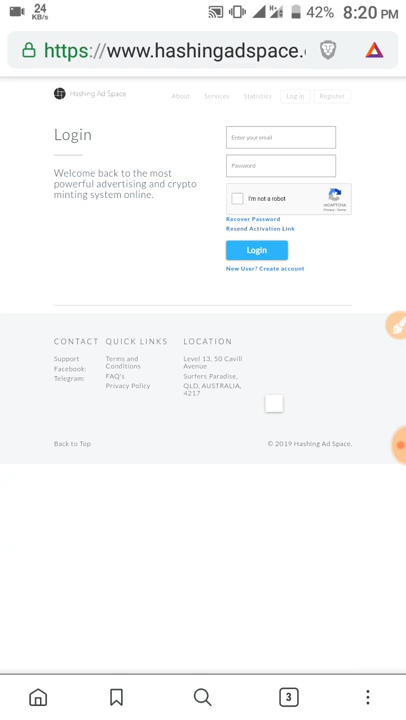 24
KB/s
42% 8:20 PM
https://www.hashingadspace.
Hashing Ad Space
About Services Statistics Log in Register
Login
Welcome back to the most
powerful advertising and crypto
minting system online.
Enter your email
Password
I'm not a robot
reCAPTCHA
Privacy - Terms
Recover Password
Resend Activation Link
Login
New User? Create account
CONTACT
Support
Facebook:
Telegram:
QUICK LINKS
Terms and
Conditions
FAQ's
Privacy Policy
LOCATION
Level 13, 50 Cavill
Avenue
Surfers Paradise,
QLD, AUSTRALIA,
4217
Back to Top
© 2019 Hashing Ad Space.
3